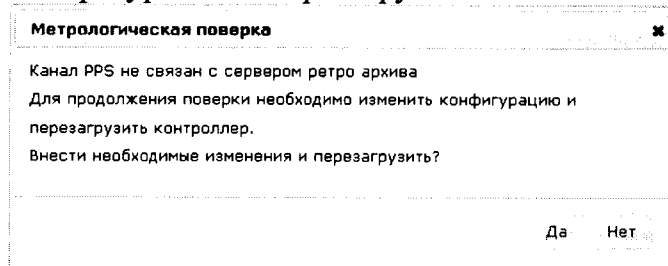 Метрологическая поверка
Канал PPS не связан с сервером ретро архива
Для продолжения поверки необходимо изменить конфигурацию и
перезагрузить контроллер.
Внести необходимые изменения и перезагрузить?
Да Нет